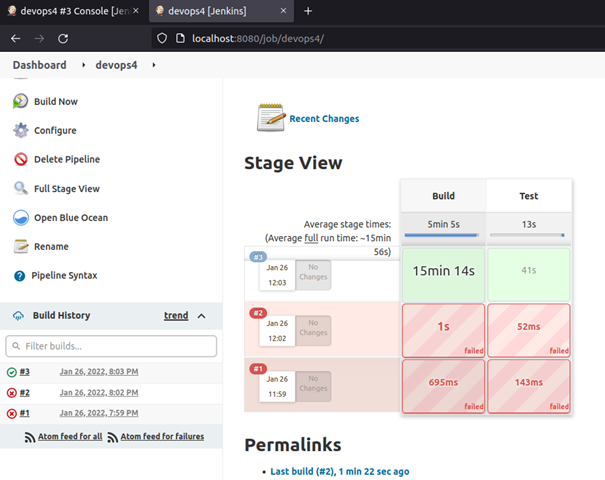 devops4 #3 Console [Jen
devops4 [Jenkins]
localhost:8080/job/devops4/
Dashboard
devops4
Build Now
Configure
Delete Pipeline
Full Stage View
Open Blue Ocean
Rename
Pipeline Syntax
Build History
trend
Filter builds...
#3
Jan 26, 2022, 8:03 PM
#2
Jan 26, 2022, 8:02 PM
#1
Jan 26, 2022, 7:59 PM
Atom feed for all
Atom feed for failures
Recent Changes
Stage View
Build
Test
Average stage times:
5min 5s
13s
(Average full run time: ~15min
56s)
#3
Jan 26
12:03
No
Changes
15min 14s
41s
#2
Jan 26
12:02
No
Changes
1s
failed
52ms
failed
#1
Jan 26
11:59
No
Changes
695ms
failed
143ms
failed
Permalinks
Last build (#2), 1 min 22 sec ago